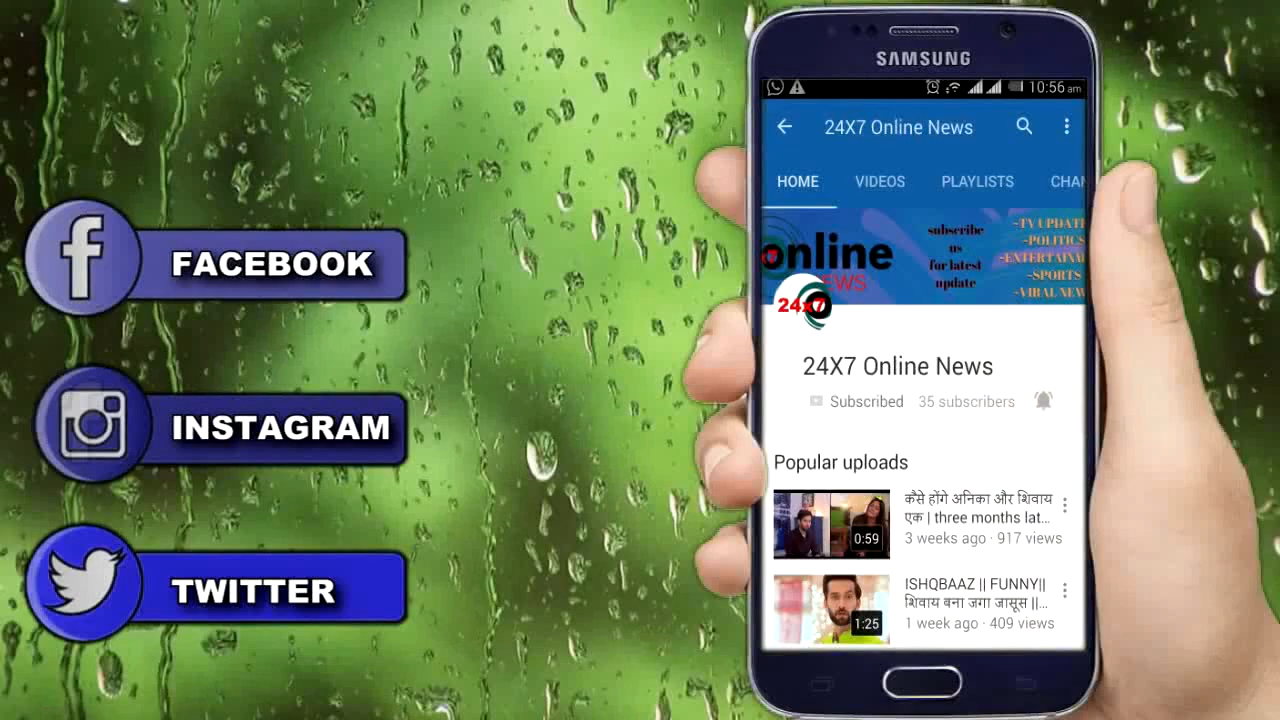 FACEBOOK
INSTAGRAM
TWITTER
SAMSUNG
10:56 am
24X7 Online News
HOME VIDEOS PLAYLISTS CHAN
online
NEWS
subscribe
us
for latest
update
~TV UPDATE
~POLITICS
~ENTERTAINM
~SPORTS
~VIRAL NEW
24x7
24X7 Online News
Subscribed 35 subscribers
Popular uploads
0:59
कैसे होंगे अनिका और शिवाय
एक | three months lat...
3 weeks ago · 917 views
1:25
ISHQBAAZ || FUNNY||
शिवाय बना जगा जासूस ||...
1 week ago · 409 views